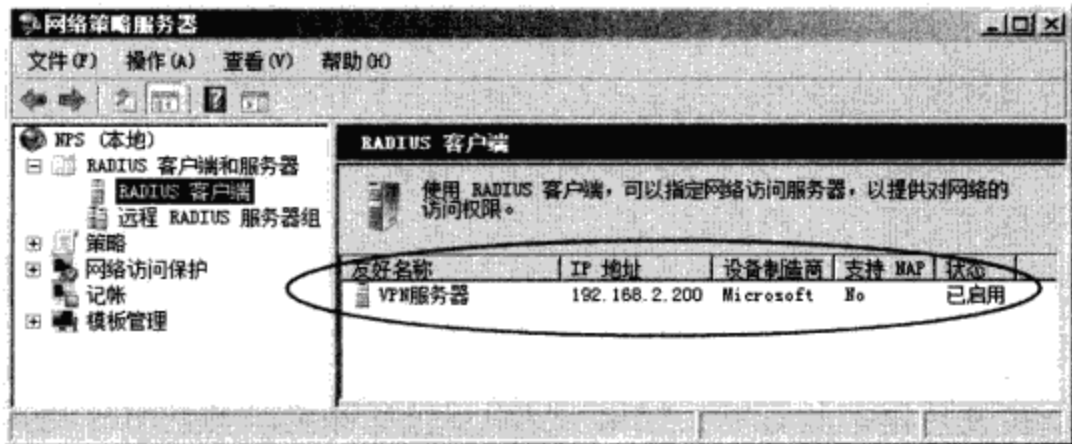 网络策略服务器
文件(F) 操作(A) 查看(V) 帮助(H)
NPS (本地)
RADIUS 客户端和服务器
RADIUS 客户端
远程 RADIUS 服务器组
策略
网络访问保护
记帐
模板管理
RADIUS 客户端
使用 RADIUS 客户端，可以指定网络访问服务器，以提供对网络的
访问权限。
友好名称 IP 地址 设备制造商 支持 NAP 状态
VPN服务器 192.168.2.200 Microsoft No 已启用